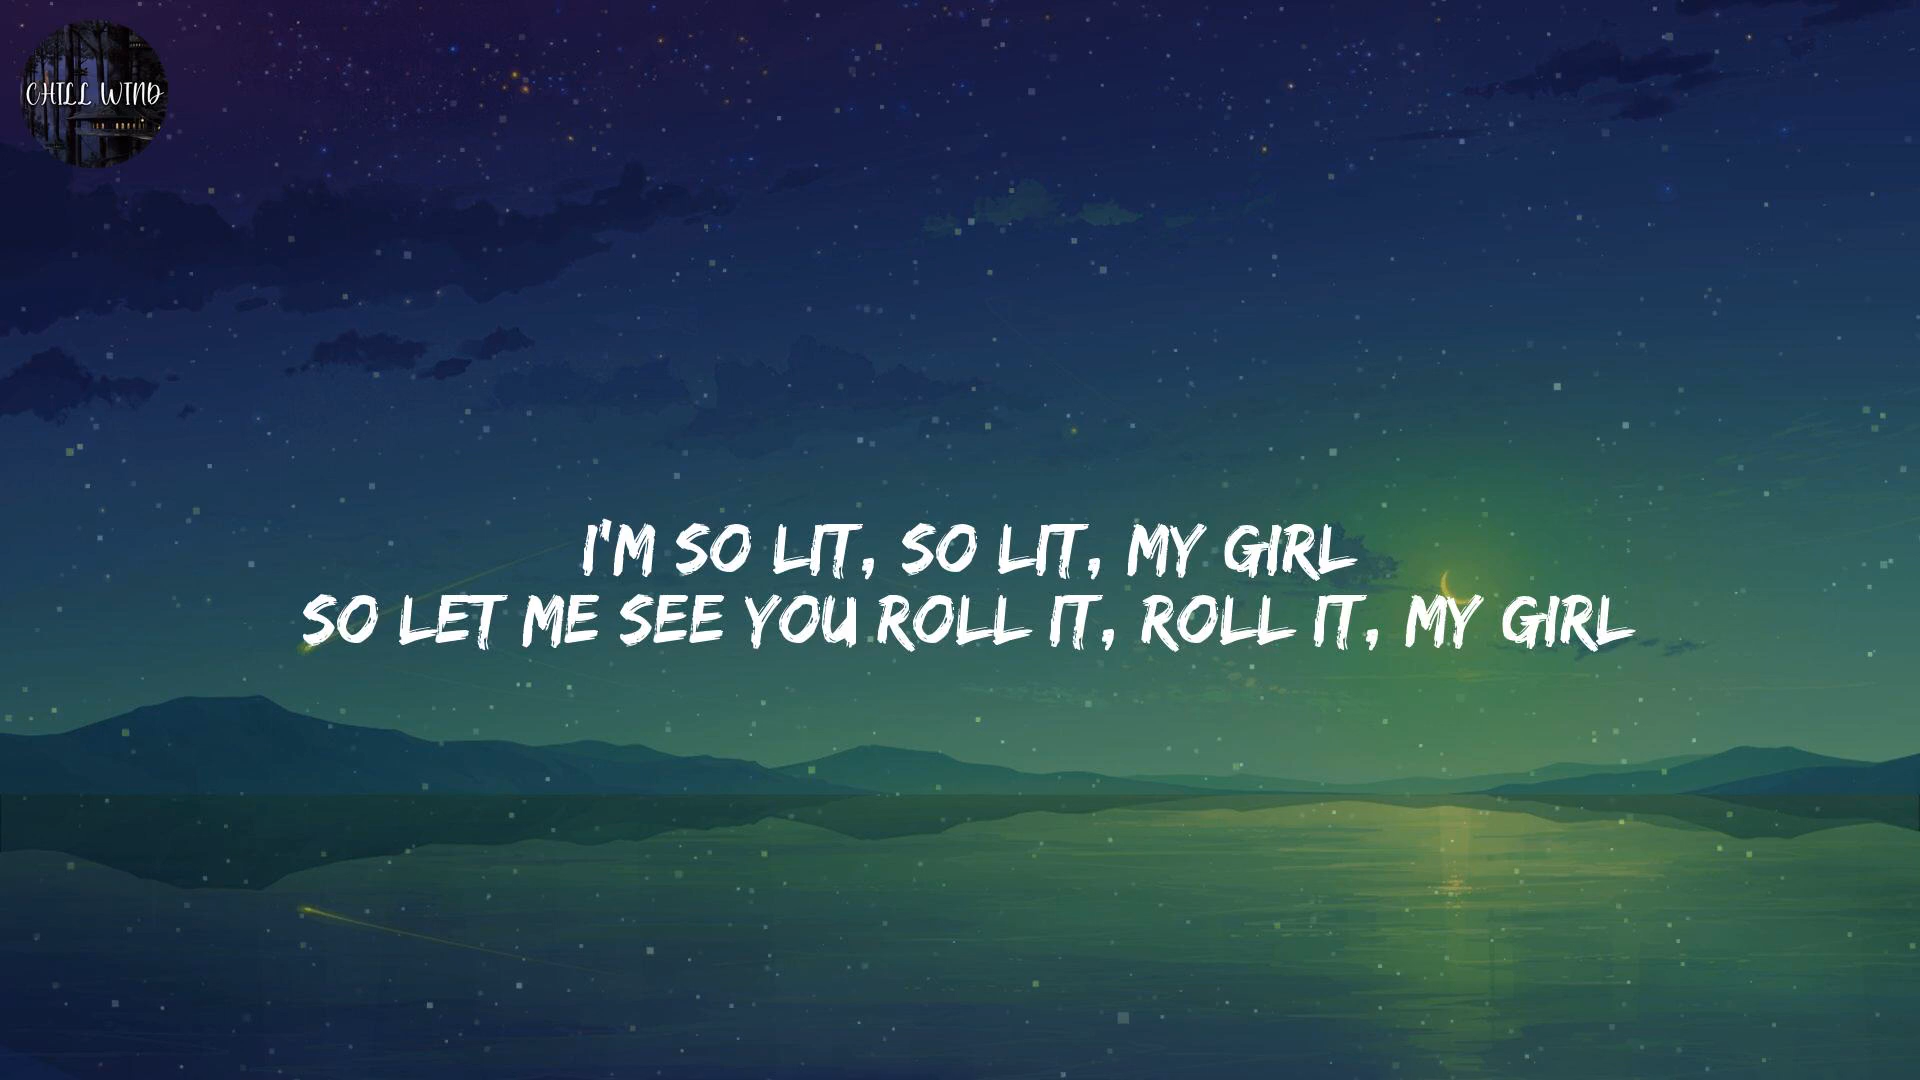 CHILL WIND
I'M SO LIT, SO LIT, MY GIRL
SO LET ME SEE YOU ROLL IT, ROLL IT, MY GIRL